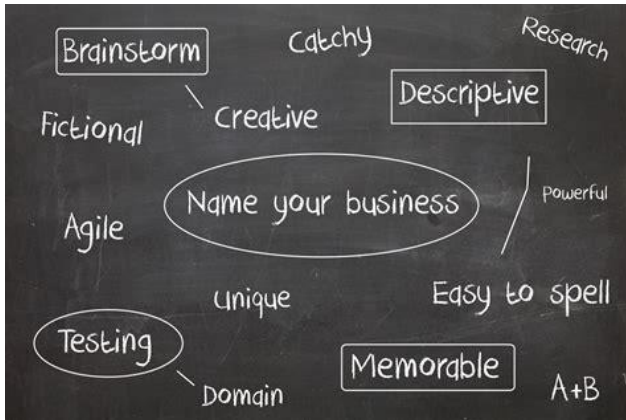 Brainstorm
Catchy
Research
Descriptive
Fictional
Creative
Name your business
Powerful
Agile
Unique
Easy to spell
Testing
Memorable
Domain
A+B